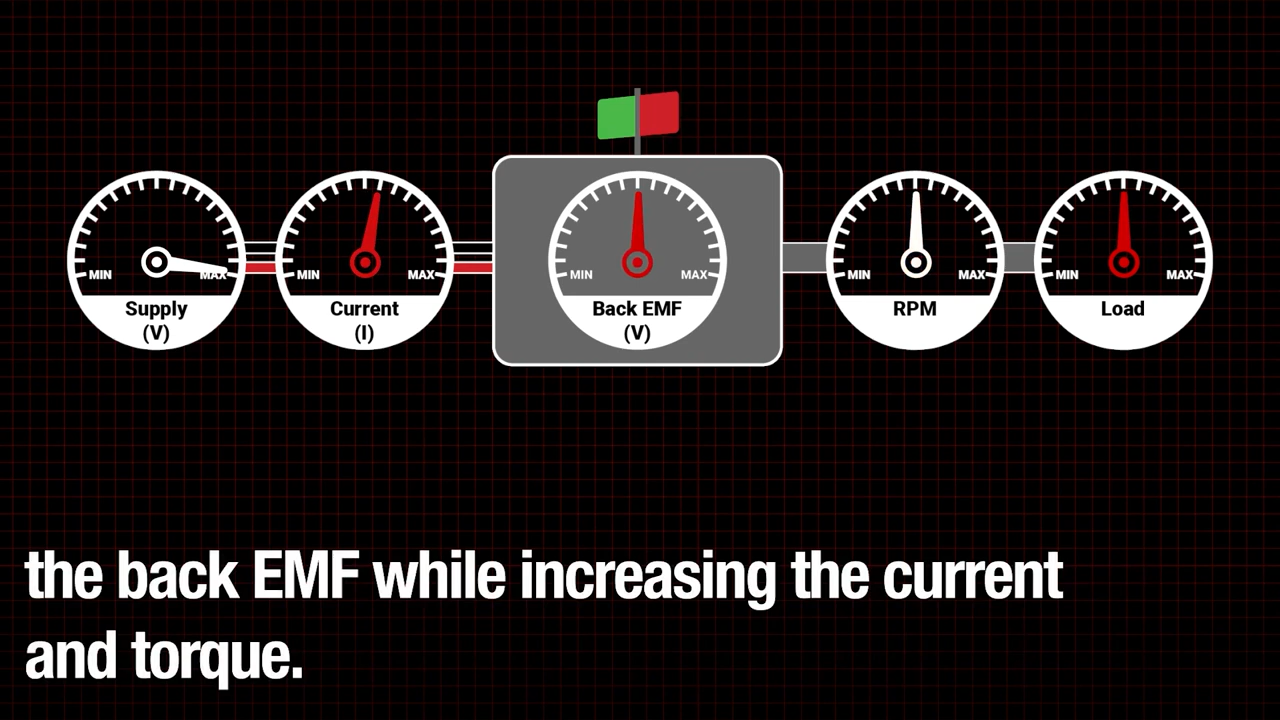 MIN MAX
Supply
(V)
MIN MAX
Current
(I)
MIN MAX
Back EMF
(V)
MIN MAX
RPM
MIN MAX
Load
the back EMF while increasing the current
and torque.